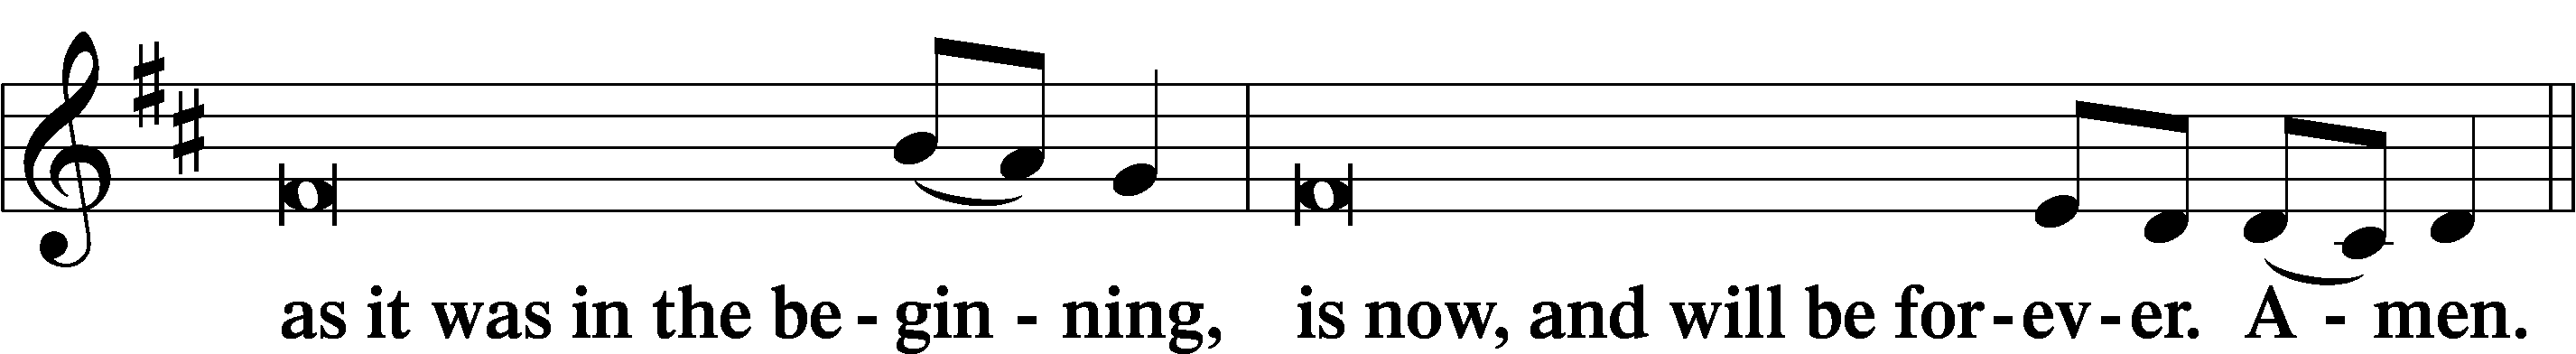 as it was in the be - gin - ning, is now, and will be for-ev-er. A - men.